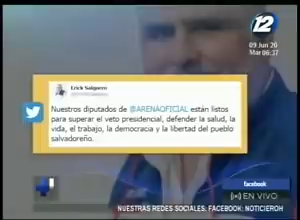 12
09 Jun 20
Mar 06:37
Erick Salguero
Nuestros diputados de @ARENAOFICIAL están listos
para superar el veto presidencial, defender la salud, la
vida, el trabajo, la democracia y la libertad del pueblo
salvadoreño.
facebook
EN VIVO
NUESTRAS REDES SOCIALES: FACEBOOK: NOTICIEROH